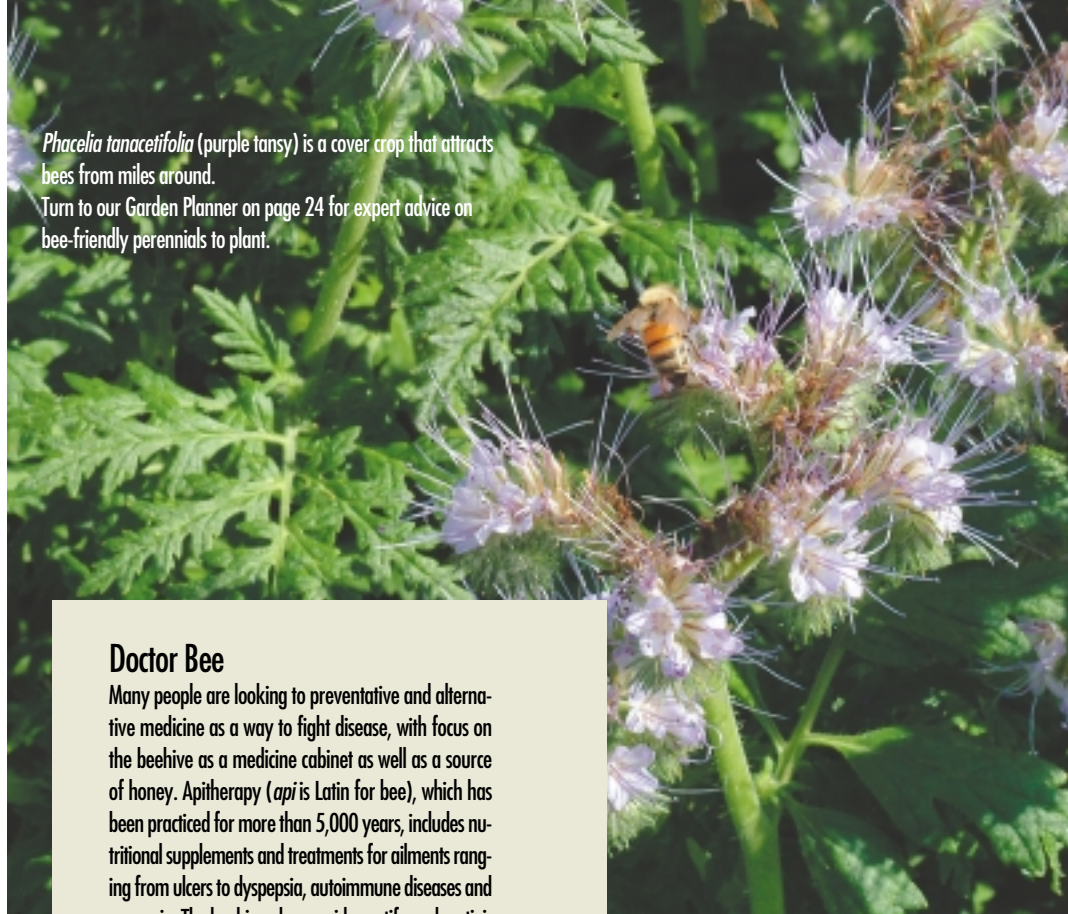 Phacelia tanacetifolia (purple tansy) is a cover crop that attracts
bees from miles around.
Turn to our Garden Planner on page 24 for expert advice on
bee-friendly perennials to plant.
Doctor Bee
Many people are looking to preventative and alterna-
tive medicine as a way to fight disease, with focus on
the beehive as a medicine cabinet as well as a source
of honey. Apitherapy (api is Latin for bee), which has
been practiced for more than 5,000 years, includes nu-
tritional supplements and treatments for ailments rang-
ing from ulcers to dyspepsia, autoimmune diseases and